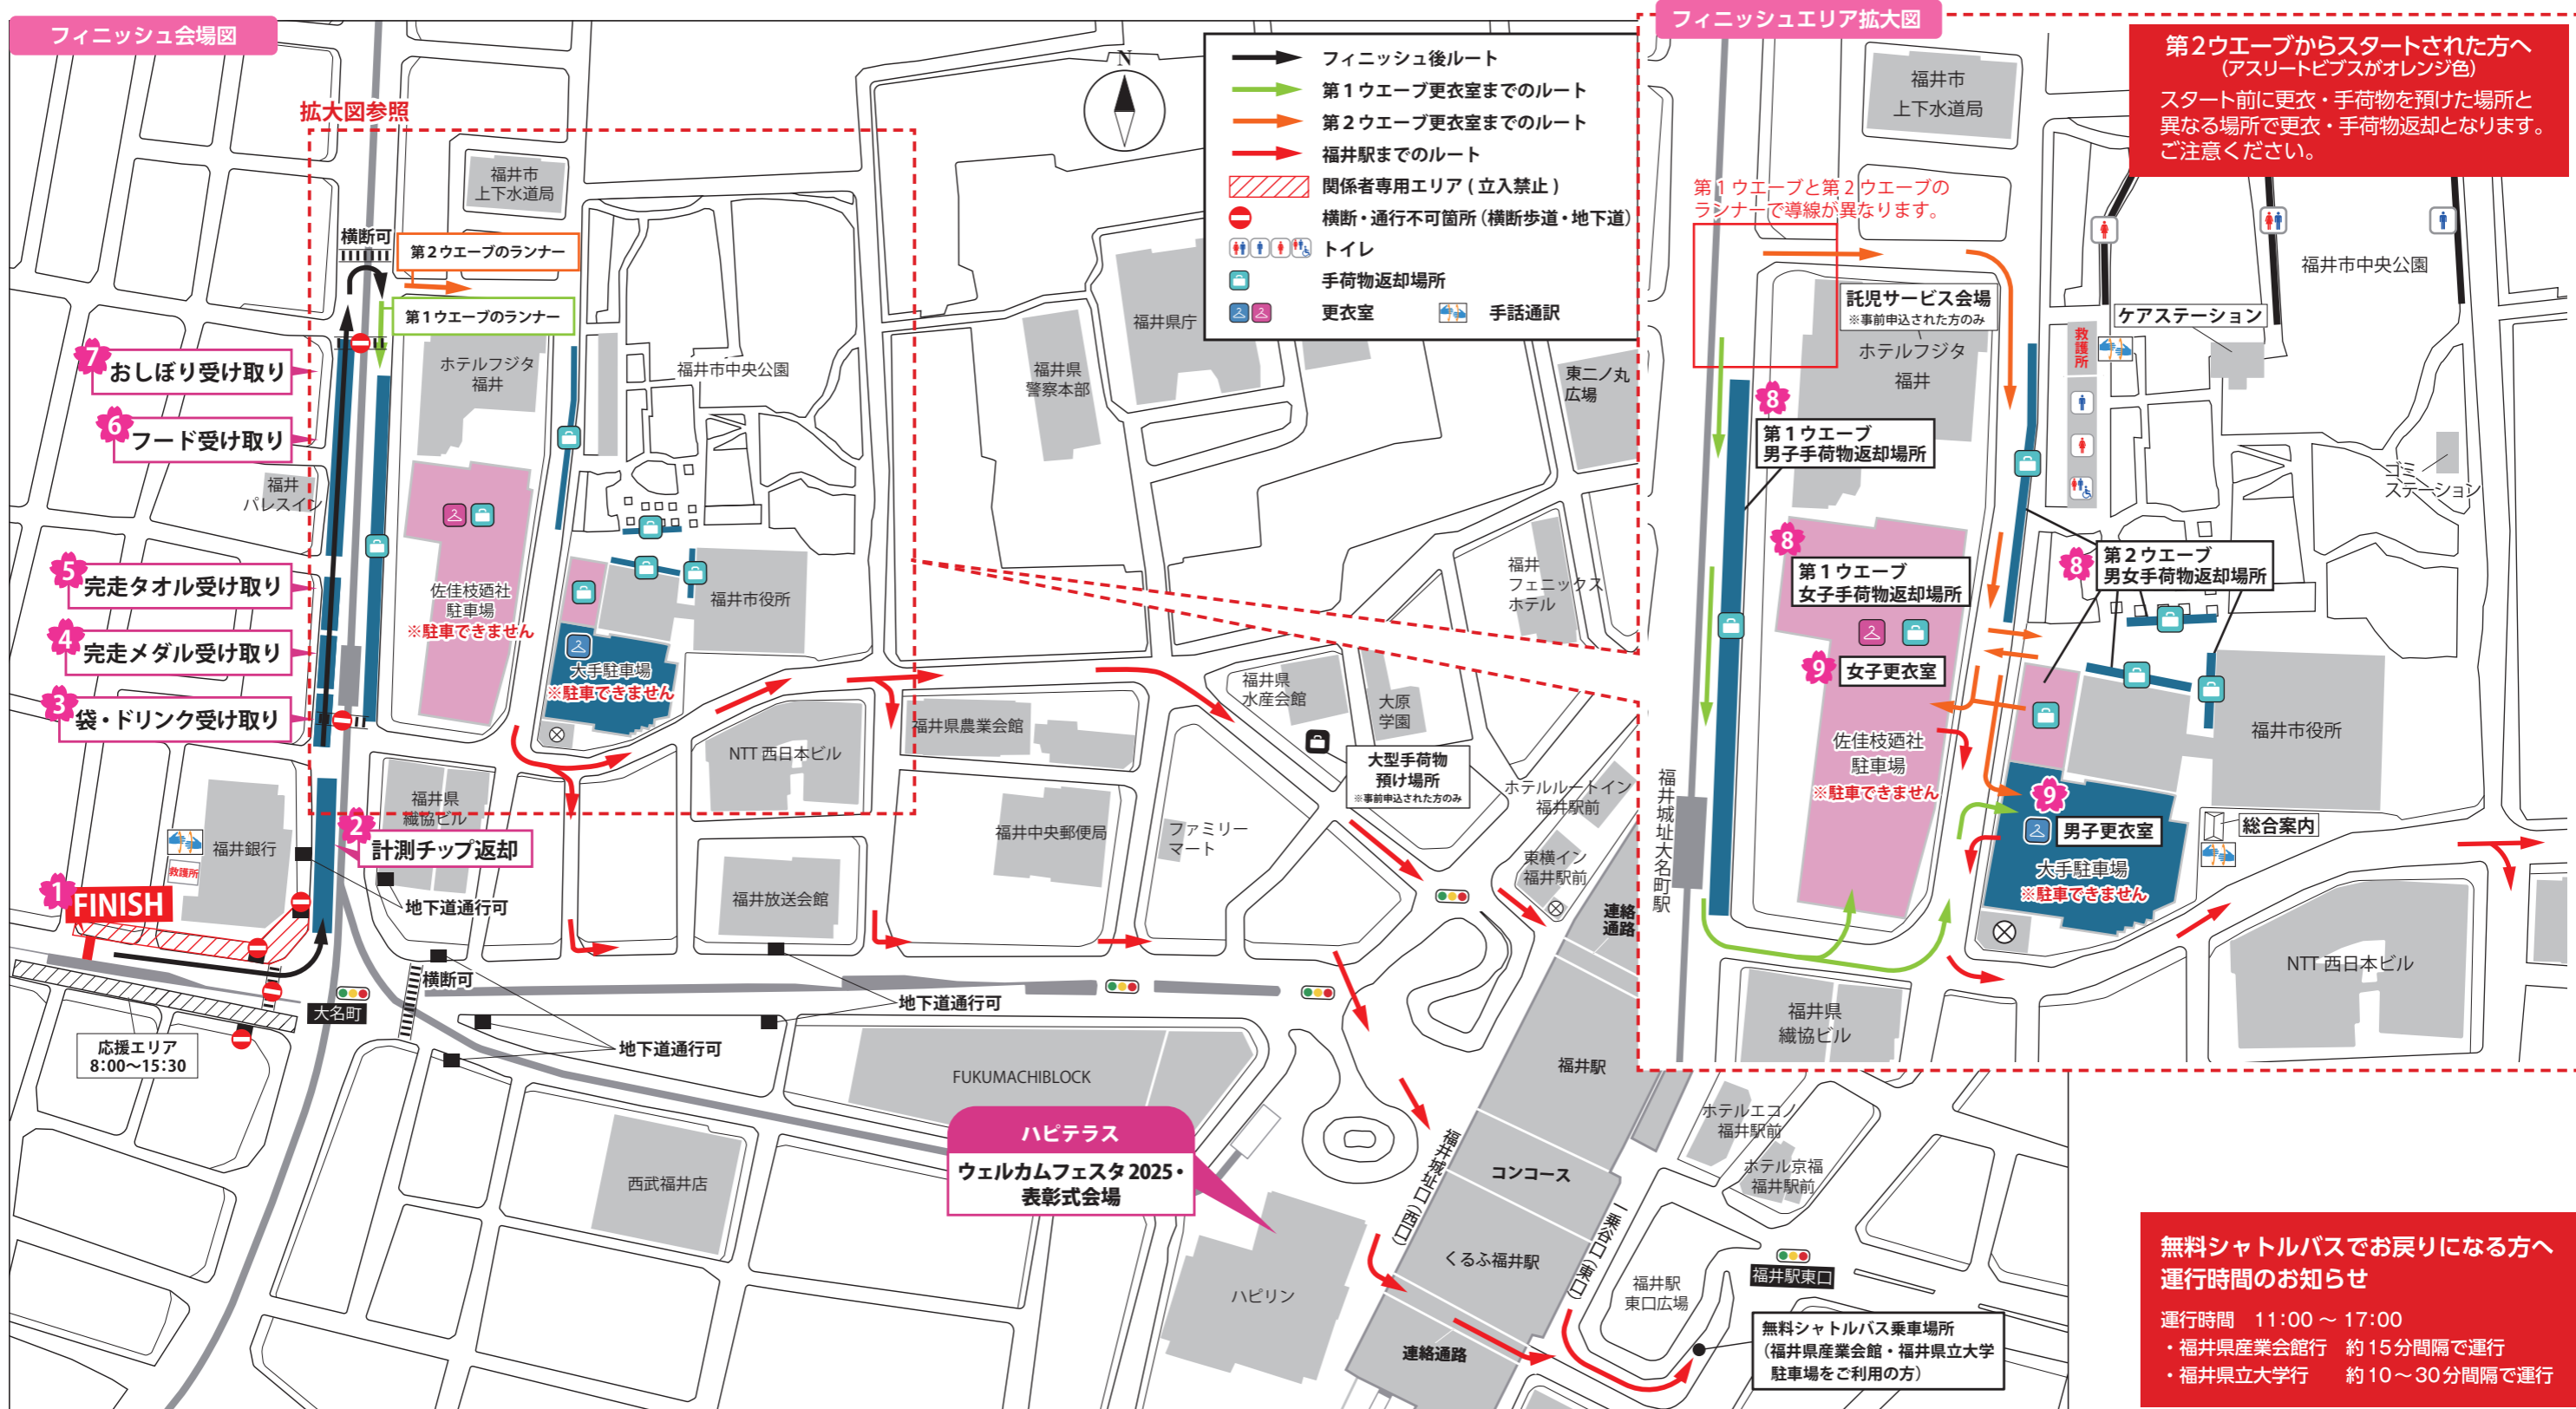 フィニッシュ会場図
拡大図参照
N
フィニッシュ後ルート
第1ウエーブ更衣室までのルート
第2ウエーブ更衣室までのルート
福井駅までのルート
関係者専用エリア(立入禁止)
横断・通行不可箇所(横断歩道・地下道)
トイレ
手荷物返却場所
更衣室
手話通訳
福井市
上下水道局
横断可
第2ウエーブのランナー
第1ウエーブのランナー
7
おしぼり受け取り
6
フード受け取り
5
完走タオル受け取り
4
完走メダル受け取り
3
袋・ドリンク受け取り
2
計測チップ返却
1
FINISH
ホテルフジタ
福井
福井市中央公園
福井
パレスイン
佐佳枝廼社
駐車場
※駐車できません
福井市役所
大手駐車場
※駐車できません
福井県庁
福井県
警察本部
東二ノ丸
広場
福井
フェニックス
ホテル
福井県
水産会館
大原
学園
福井県農業会館
NTT 西日本ビル
福井県
繊協ビル
福井銀行
救護所
地下道通行可
福井放送会館
福井中央郵便局
ファミリー
マート
大型手荷物
預け場所
※事前申込された方のみ
ホテルルートイン
福井駅前
東横イン
福井駅前
連絡
通路
横断可
大名町
応援エリア
8:00〜15:30
地下道通行可
地下道通行可
FUKUMACHIBLOCK
西武福井店
ハピテラス
ウェルカムフェスタ2025・
表彰式会場
ハピリン
福井駅
コンコース
くるふ福井駅
連絡通路
福井城址口(西口)
一乗谷口(東口)
福井駅
東口広場
福井駅東口
ホテルエコノ
福井駅前
ホテル京福
福井駅前
無料シャトルバス乗車場所
(福井県産業会館・福井県立大学
駐車場をご利用の方)
フィニッシュエリア拡大図
第2ウエーブからスタートされた方へ
(アスリートビブスがオレンジ色)
スタート前に更衣・手荷物を預けた場所と
異なる場所で更衣・手荷物返却となります。
ご注意ください。
福井市
上下水道局
第1ウエーブと第2ウエーブの
ランナーで導線が異なります。
託児サービス会場
※事前申込された方のみ
ホテルフジタ
福井
福井市中央公園
ケアステーション
救護所
ゴミ
ステーション
8
第1ウエーブ
男子手荷物返却場所
8
第1ウエーブ
女子手荷物返却場所
8
第2ウエーブ
男女手荷物返却場所
9
女子更衣室
佐佳枝廼社
駐車場
※駐車できません
9
男子更衣室
大手駐車場
※駐車できません
福井市役所
総合案内
福井城址大名町駅
福井県
繊協ビル
NTT 西日本ビル
無料シャトルバスでお戻りになる方へ
運行時間のお知らせ
運行時間 11:00 〜 17:00
・福井県産業会館行 約15分間隔で運行
・福井県立大学行 約10〜30分間隔で運行